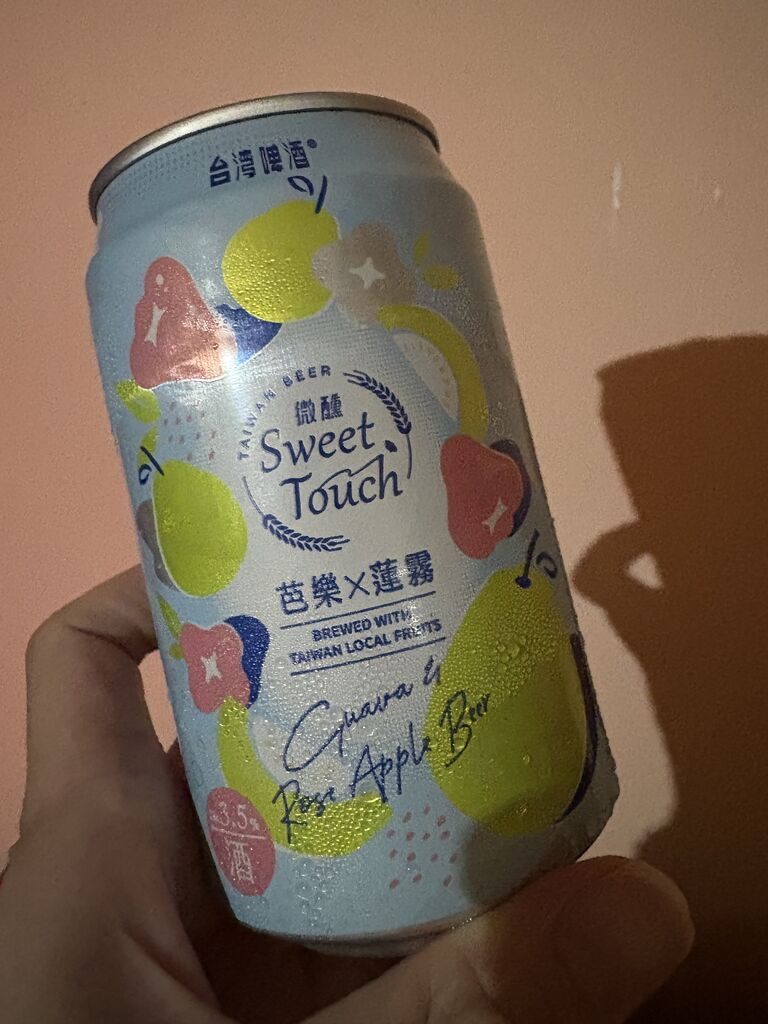 台灣啤酒®
TAIWAN BEER
微醺
Sweet
Touch
芭樂×蓮霧
BREWED WITH
TAIWAN LOCAL FRUITS
Guava &
Rose Apple Beer
3.5%
酒